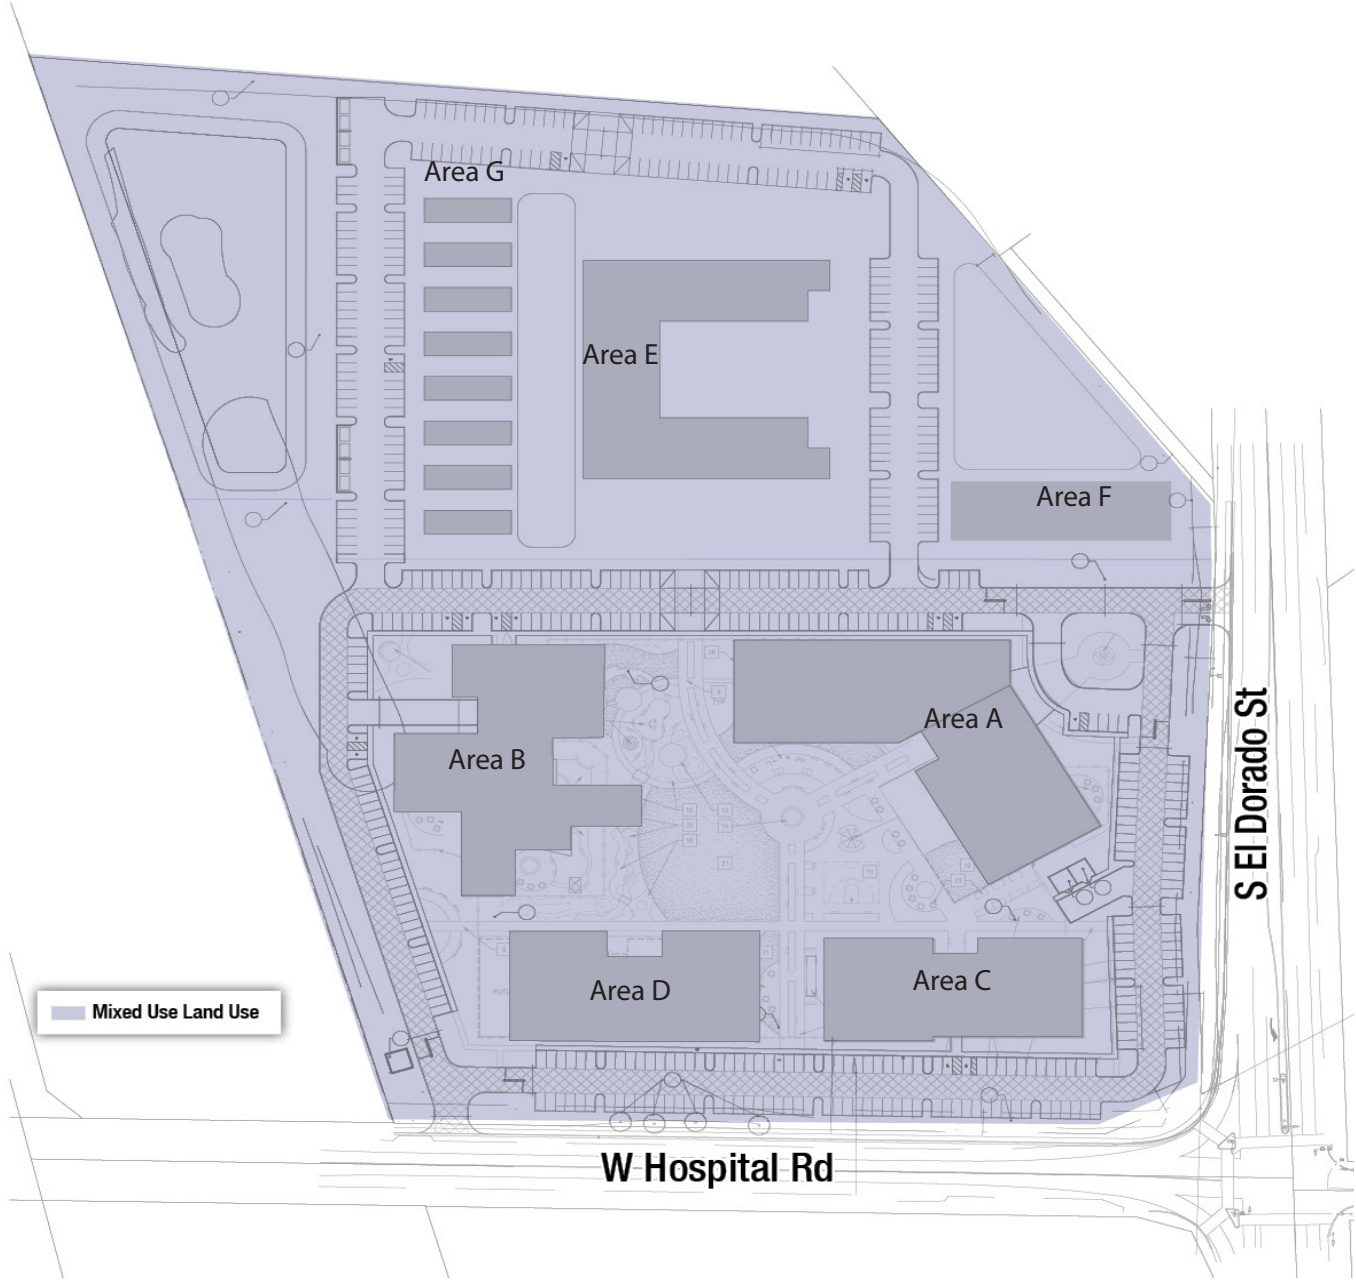 Area G
Area E
Area F
Area A
Area B
Area D
Area C
S El Dorado St
Mixed Use Land Use
W Hospital Rd